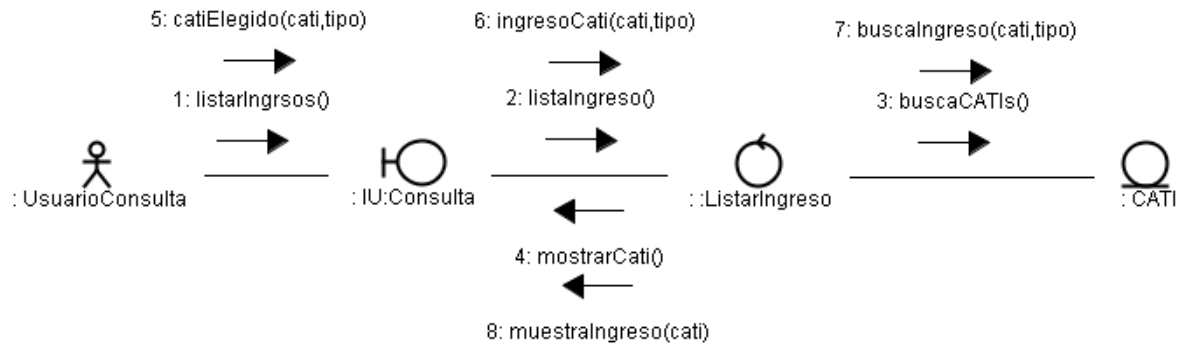 5: catiElegido(cati,tipo)
6: ingresoCati(cati,tipo)
7: buscaIngreso(cati,tipo)
1: listarIngrsos()
2: listaIngreso()
3: buscaCATIs()
: UsuarioConsulta
: IU:Consulta
: :ListarIngreso
: CATI
4: mostrarCati()
8: muestraIngreso(cati)